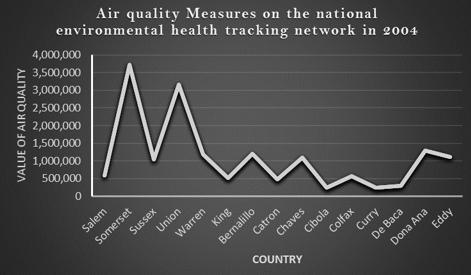 Air quality Measures on the national
environmental health tracking network in 2004
VALUE OF AIR QUALITY
4,000,000
3,500,000
3,000,000
2,500,000
2,000,000
1,500,000
1,000,000
500,000
0
Salem
Somerset
Sussex
Union
Warren
King
Bernalillo
Catron
Chaves
Cibola
Colfax
Curry
De Baca
Dona Ana
Eddy
COUNTRY